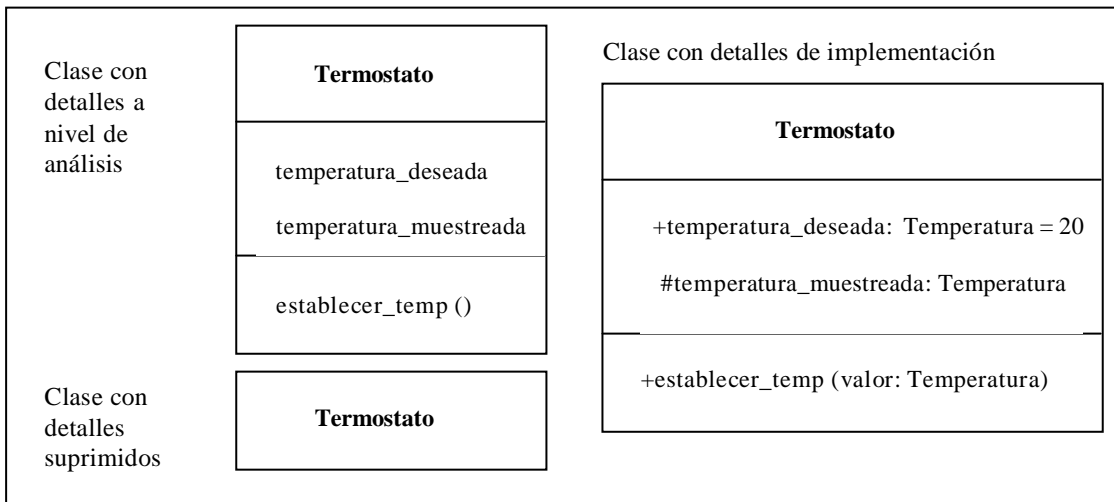 Clase con
detalles a
nivel de
análisis
Termostato
temperatura_deseada
temperatura_muestreada
establecer_temp ()
Clase con
detalles
suprimidos
Termostato
Clase con detalles de implementación
Termostato
+temperatura_deseada: Temperatura = 20
#temperatura_muestreada: Temperatura
+establecer_temp (valor: Temperatura)